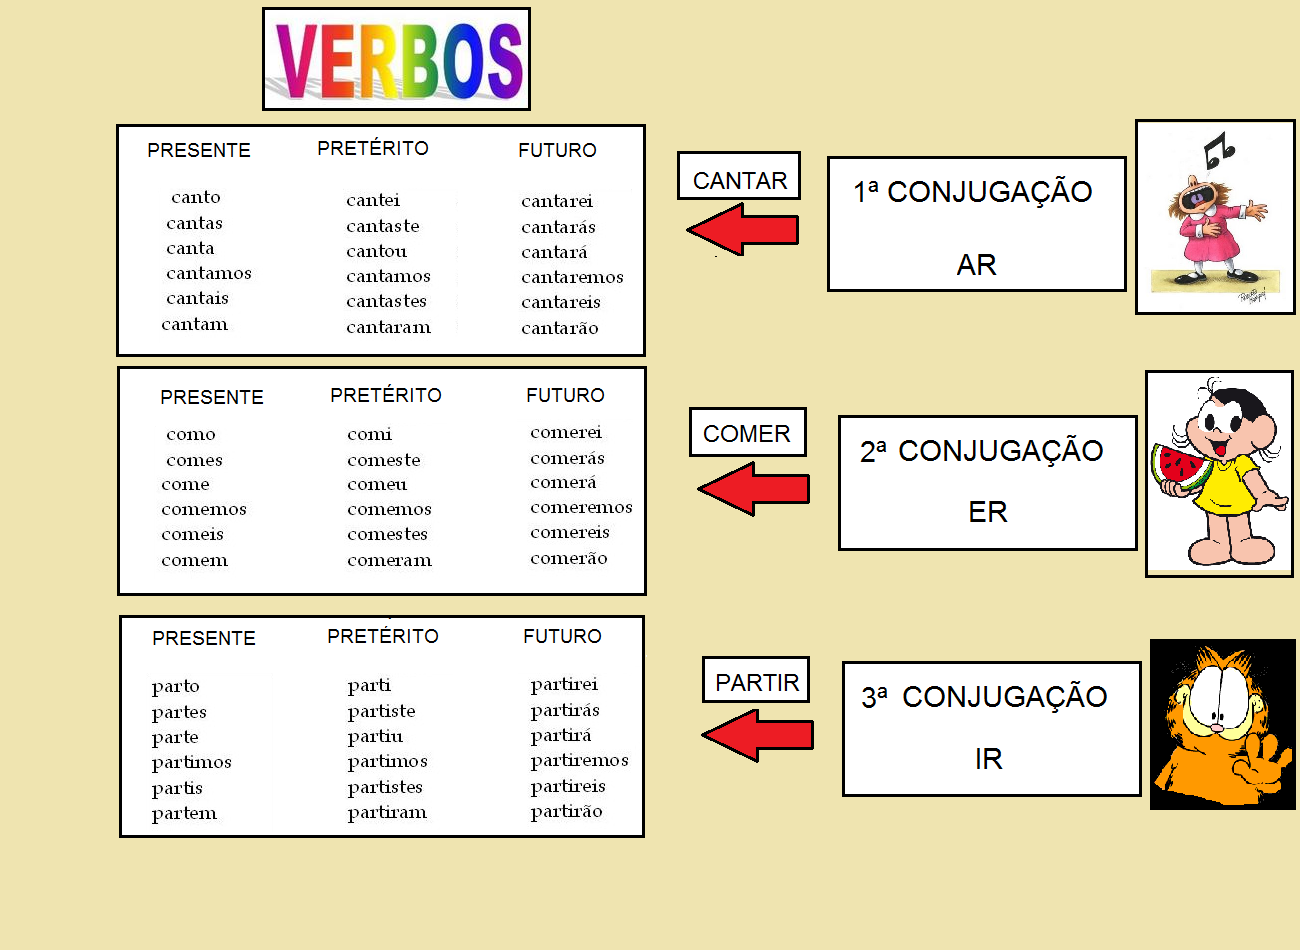 VERBOS
PRESENTE PRETÉRITO FUTURO
canto cantei cantarei
cantas cantaste cantarás
canta cantou cantará
cantamos cantamos cantaremos
cantais cantastes cantareis
cantam cantaram cantarão
CANTAR
1ª CONJUGAÇÃO
AR
PRESENTE PRETÉRITO FUTURO
como comi comerei
comes comeste comerás
come comeu comerá
comemos comemos comeremos
comeis comestes comereis
comem comeram comerão
COMER
2ª CONJUGAÇÃO
ER
PRESENTE PRETÉRITO FUTURO
parto parti partirei
partes partiste partirás
parte partiu partirá
partimos partimos partiremos
partis partistes partireis
partem partiram partirão
PARTIR
3ª CONJUGAÇÃO
IR